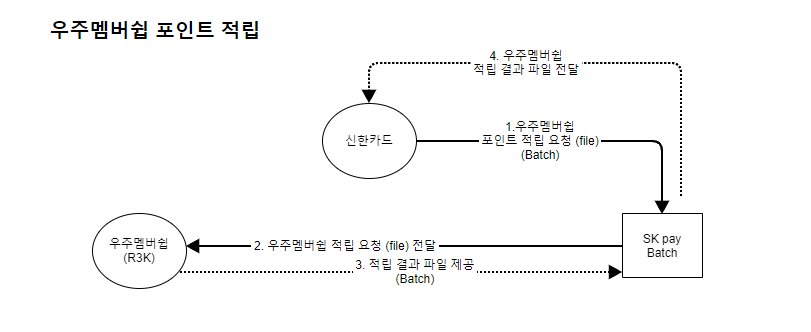 우주멤버쉽 포인트 적립
4. 우주멤버쉽
적립 결과 파일 전달
신한카드
1.우주멤버쉽
포인트 적립 요청 (file)
(Batch)
우주멤버쉽
(R3K)
2. 우주멤버쉽 적립 요청 (file) 전달
3. 적립 결과 파일 제공
(Batch)
SK pay
Batch